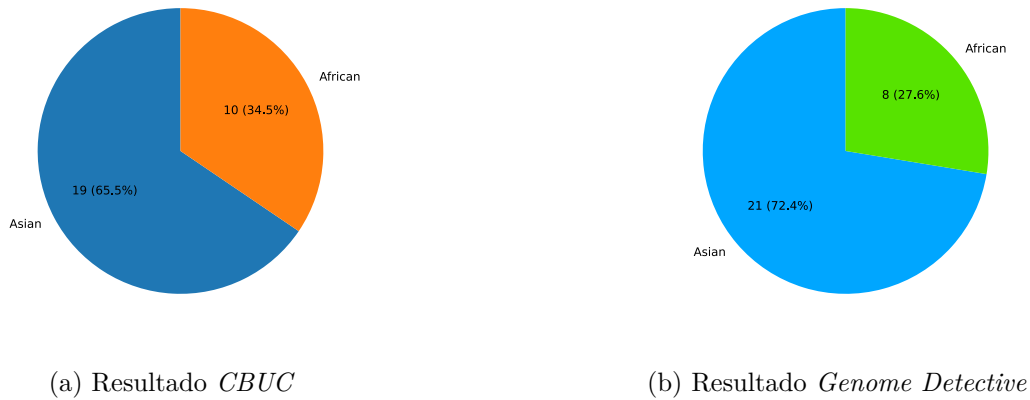 African
10 (34.5%)
19 (65.5%)
Asian
(a) Resultado CBUC
African
8 (27.6%)
21 (72.4%)
Asian
(b) Resultado Genome Detective